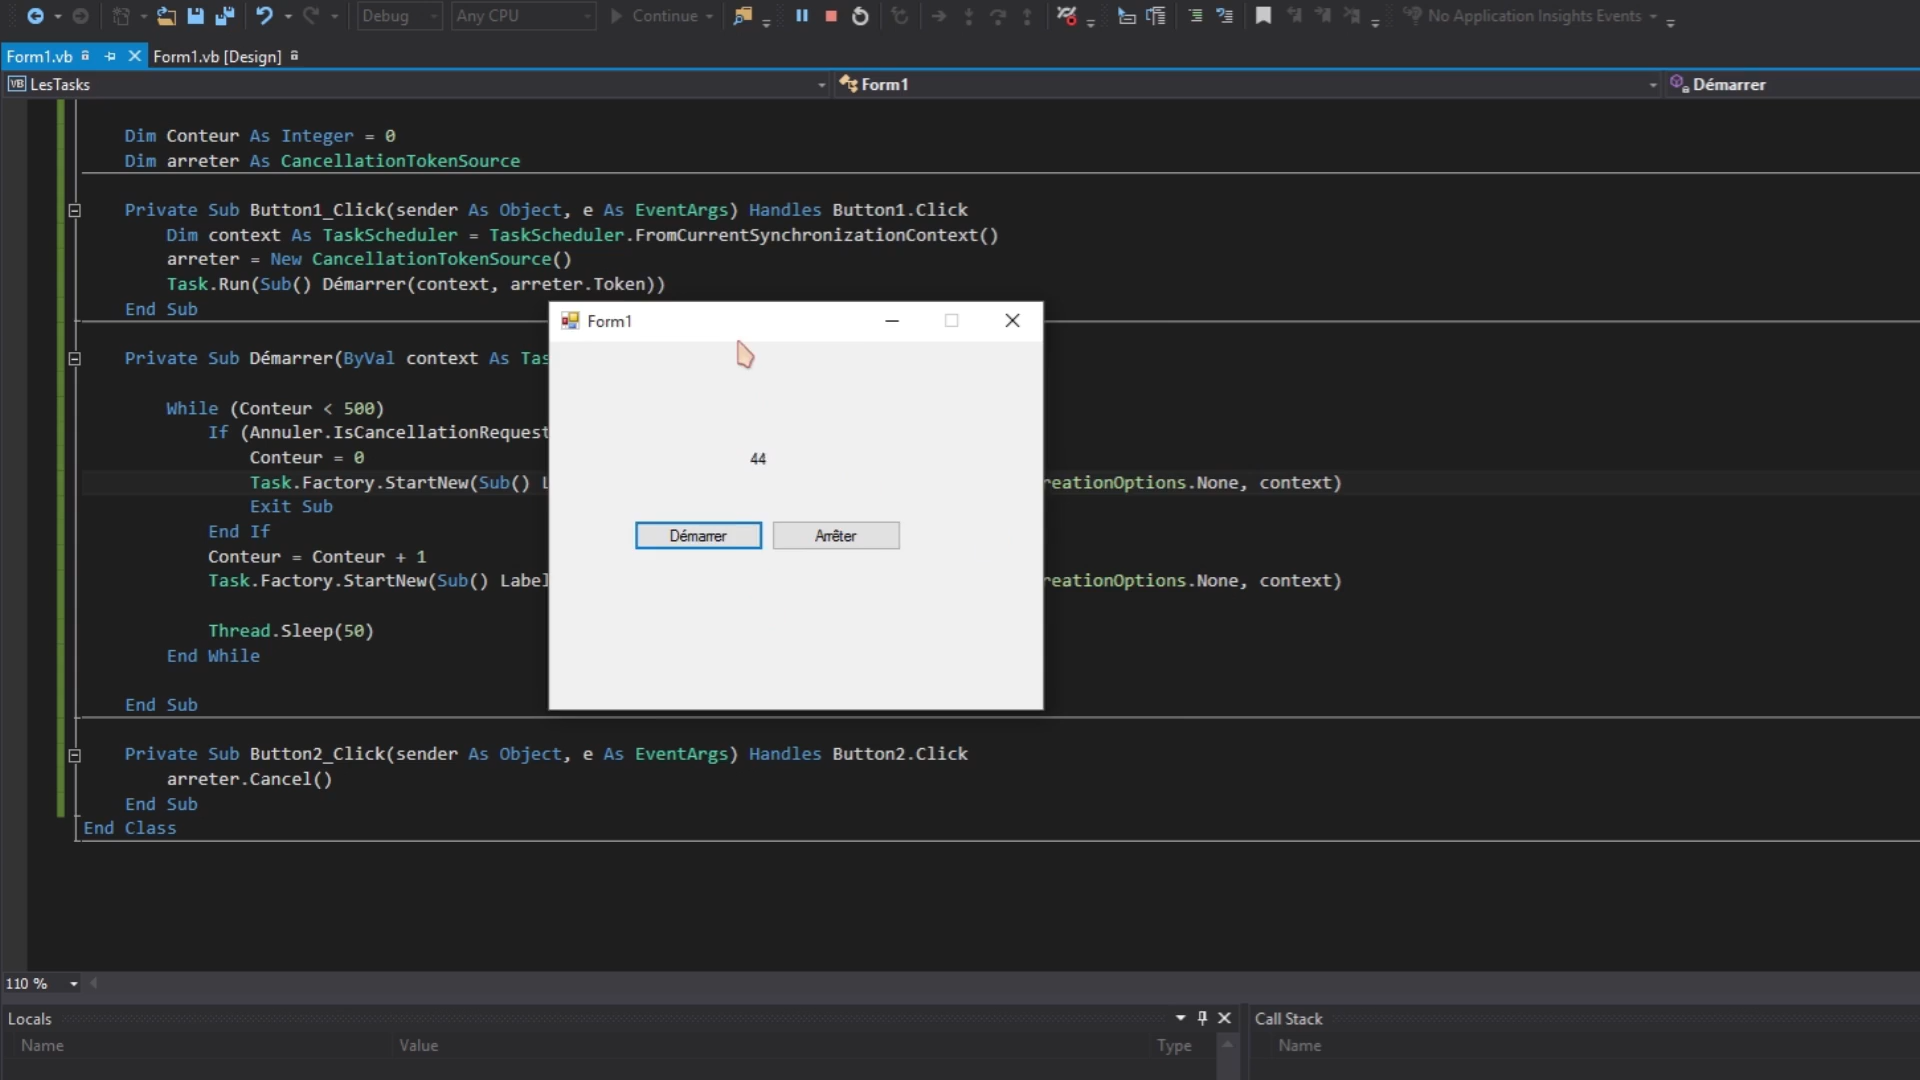 Debug Any CPU Continue No Application Insights Events
Form1.vb Form1.vb [Design]
VB LesTasks Form1 Démarrer
Dim Conteur As Integer = 0
Dim arreter As CancellationTokenSource
Private Sub Button1_Click(sender As Object, e As EventArgs) Handles Button1.Click
Dim context As TaskScheduler = TaskScheduler.FromCurrentSynchronizationContext()
arreter = New CancellationTokenSource()
Task.Run(Sub() Démarrer(context, arreter.Token))
End Sub
Form1
Private Sub Démarrer(ByVal context As Tas
While (Conteur < 500)
If (Annuler.IsCancellationRequest
Conteur = 0
44
Task.Factory.StartNew(Sub() L reationOptions.None, context)
Exit Sub
End If
Démarrer Arrêter
Conteur = Conteur + 1
Task.Factory.StartNew(Sub() Label reationOptions.None, context)
Thread.Sleep(50)
End While
End Sub
Private Sub Button2_Click(sender As Object, e As EventArgs) Handles Button2.Click
arreter.Cancel()
End Sub
End Class
110 %
Locals Call Stack
Name Value Type Name